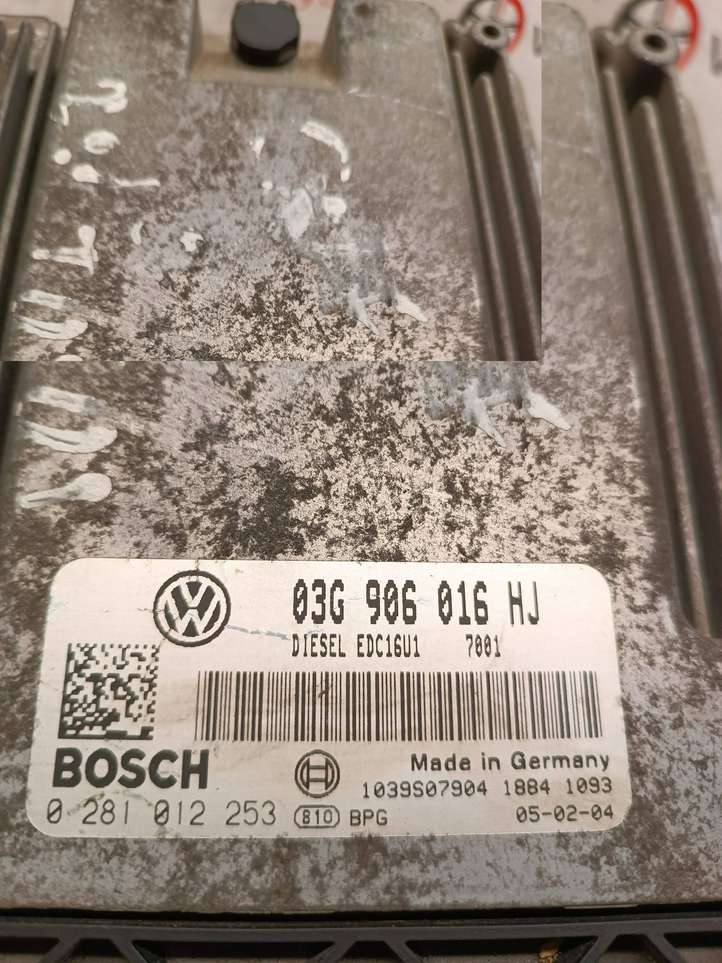 03G 906 016 HJ
DIESEL EDC16U1 7001
BOSCH
Made in Germany
1039S07904 1884 1093
0 281 012 253 810 BPG 05-02-04